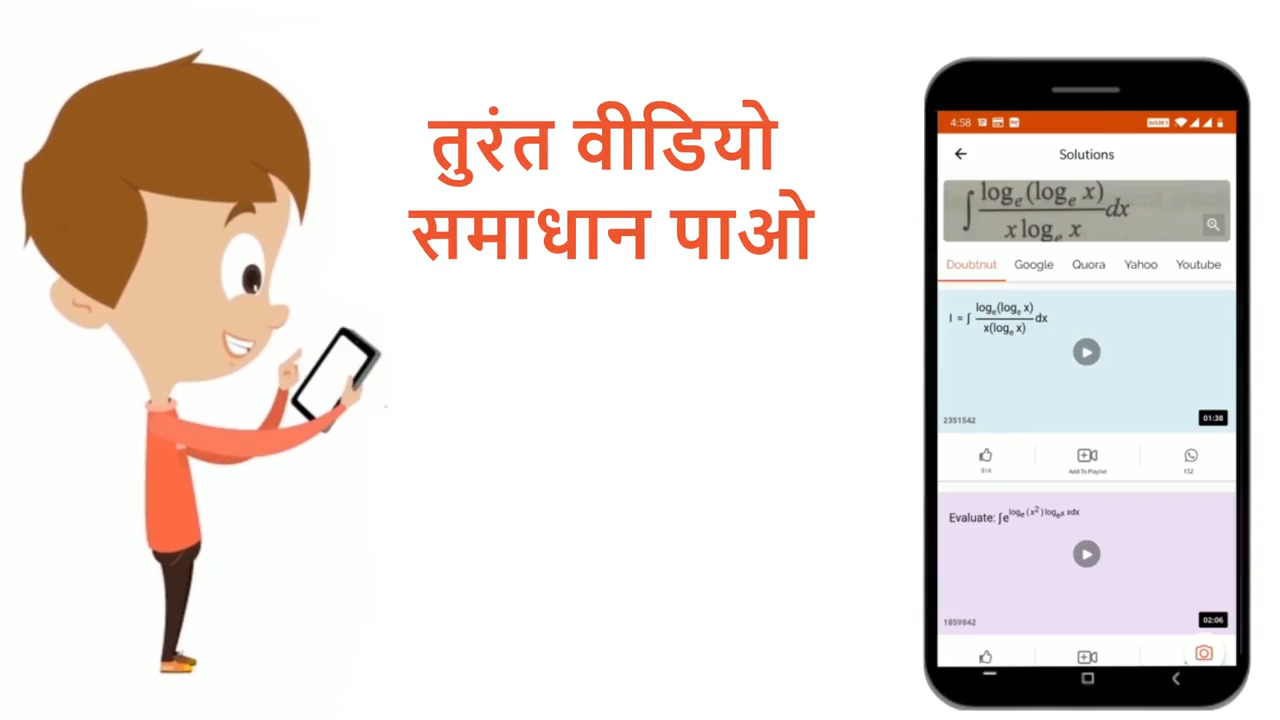 तुरंत वीडियो
समाधान पाओ
4:58
Solutions
∫ logₑ(logₑ x) / x logₑ x dx
Doubtnut Google Quora Yahoo Youtube
I = ∫ logₑ(logₑ x) / x(logₑ x) dx
2351542 01:38
914 Add To Playlist 152
Evaluate: ∫e^logₑ(x²)logₑx xdx
1859842 02:06